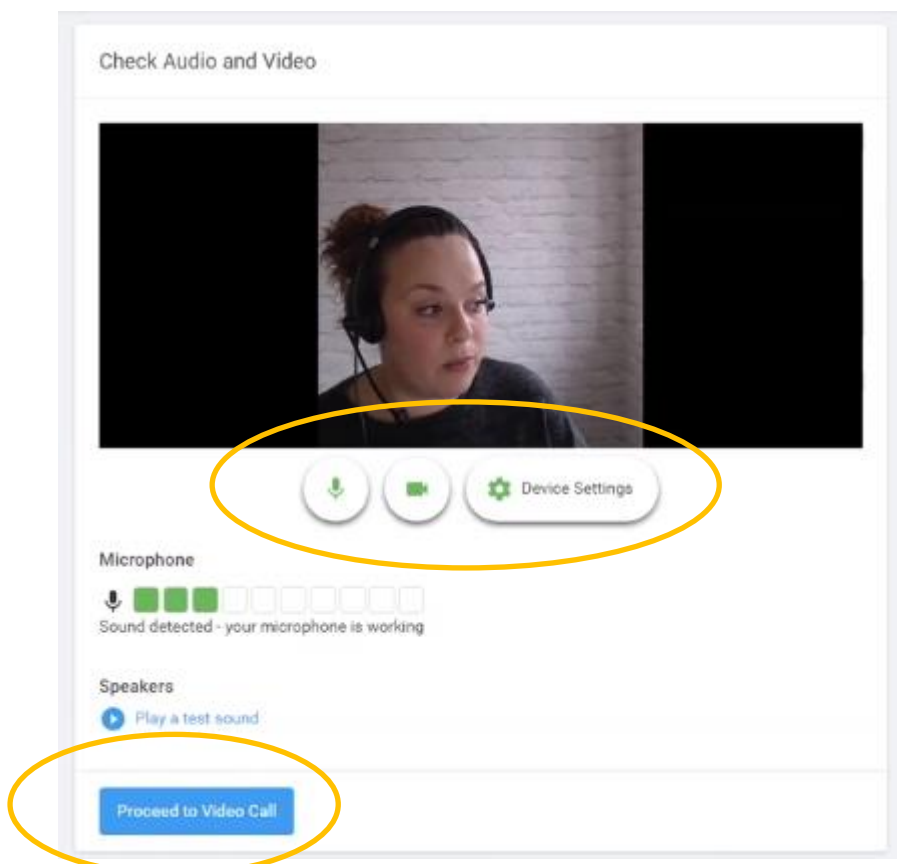 Check Audio and Video
Device Settings
Microphone
Sound detected - your microphone is working
Speakers
Play a test sound
Proceed to Video Call